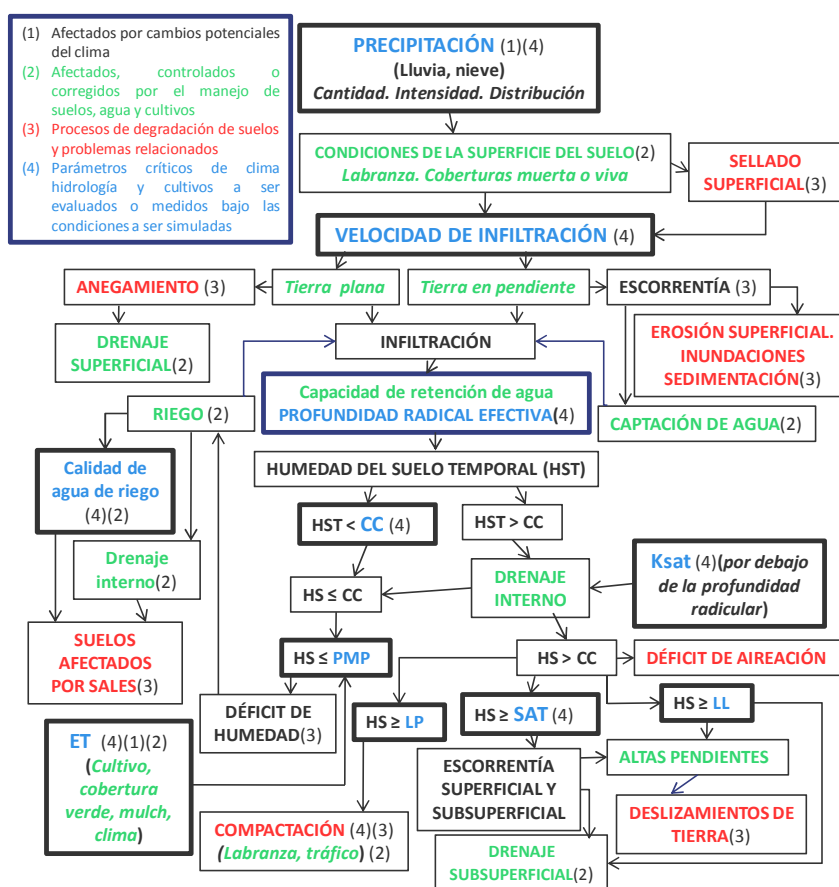 (1) Afectados por cambios potenciales
del clima
(2) Afectados, controlados o
corregidos por el manejo de
suelos, agua y cultivos
(3) Procesos de degradación de suelos
y problemas relacionados
(4) Parámetros críticos de clima
hidrología y cultivos a ser
evaluados o medidos bajo las
condiciones a ser simuladas
PRECIPITACIÓN (1)(4)
(Lluvia, nieve)
Cantidad. Intensidad. Distribución
CONDICIONES DE LA SUPERFICIE DEL SUELO(2)
Labranza. Coberturas muerta o viva
SELLADO
SUPERFICIAL(3)
VELOCIDAD DE INFILTRACIÓN (4)
ANEGAMIENTO (3)
Tierra plana
Tierra en pendiente
ESCORRENTÍA (3)
DRENAJE
SUPERFICIAL(2)
INFILTRACIÓN
EROSIÓN SUPERFICIAL.
INUNDACIONES
SEDIMENTACIÓN(3)
Capacidad de retención de agua
PROFUNDIDAD RADICAL EFECTIVA(4)
RIEGO (2)
CAPTACIÓN DE AGUA(2)
HUMEDAD DEL SUELO TEMPORAL (HST)
Calidad de
agua de riego
(4)(2)
HST < CC (4)
HST > CC
Drenaje
interno(2)
HS ≤ CC
DRENAJE
INTERNO
Ksat (4)(por debajo
de la profundidad
radicular)
SUELOS
AFECTADOS
POR SALES(3)
HS ≤ PMP
HS > CC
DÉFICIT DE AIREACIÓN
DÉFICIT DE
HUMEDAD(3)
HS ≥ LP
HS ≥ SAT (4)
HS ≥ LL
ET (4)(1)(2)
(Cultivo,
cobertura
verde, mulch,
clima)
ESCORRENTÍA
SUPERFICIAL Y
SUBSUPERFICIAL
ALTAS PENDIENTES
COMPACTACIÓN (4)(3)
(Labranza, tráfico) (2)
DESLIZAMIENTOS DE
TIERRA(3)
DRENAJE
SUBSUPERFICIAL(2)